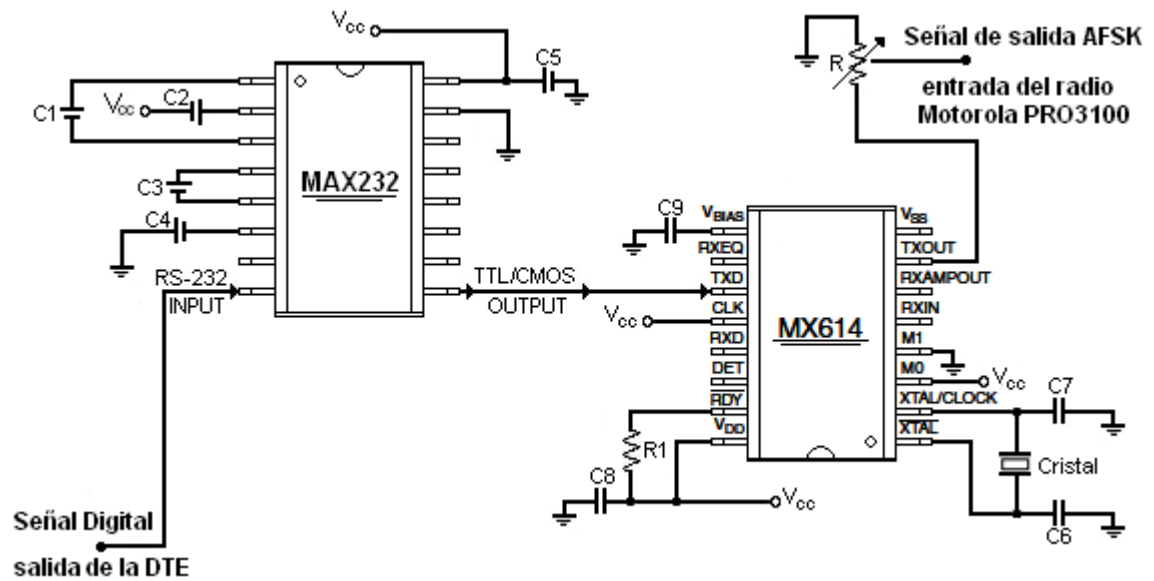 Vcc
C5
C1
Vcc
C2
MAX232
C3
C4
RS-232
INPUT
TTL/CMOS
OUTPUT
R
Señal de salida AFSK
entrada del radio
Motorola PRO3100
C9
VBIAS
RXEQ
TXD
CLK
RXD
DET
RDY
VDD
Vcc
MX614
VSS
TXOUT
RXAMPOUT
RXIN
M1
M0
XTAL/CLOCK
XTAL
Vcc
C7
Cristal
C6
R1
C8
Vcc
Señal Digital
salida de la DTE